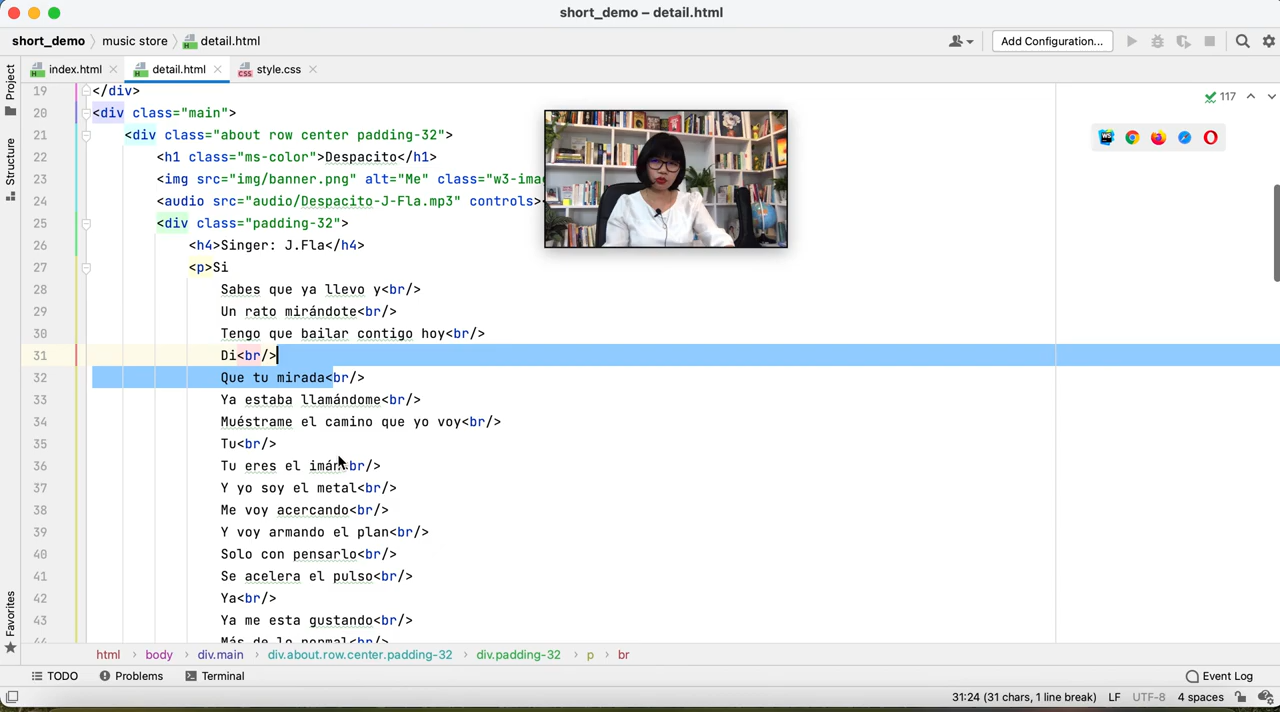 short_demo – detail.html
short_demo 〉 music store 〉 detail.html
Add Configuration...
index.html
detail.html
style.css
Project
Structure
Favorites
117
19 </div>
20 <div class="main">
21 <div class="about row center padding-32">
22 <h1 class="ms-color">Despacito</h1>
23 <img src="img/banner.png" alt="Me" class="w3-imag
24 <audio src="audio/Despacito-J-Fla.mp3" controls>
25 <div class="padding-32">
26 <h4>Singer: J.Fla</h4>
27 <p>Si
28 Sabes que ya llevo y<br/>
29 Un rato mirándote<br/>
30 Tengo que bailar contigo hoy<br/>
31 Di<br/>
32 Que tu mirada<br/>
33 Ya estaba llamándome<br/>
34 Muéstrame el camino que yo voy<br/>
35 Tu<br/>
36 Tu eres el imán<br/>
37 Y yo soy el metal<br/>
38 Me voy acercando<br/>
39 Y voy armando el plan<br/>
40 Solo con pensarlo<br/>
41 Se acelera el pulso<br/>
42 Ya<br/>
43 Ya me esta gustando<br/>
44 Más de lo normal<br/>
html › body › div.main › div.about.row.center.padding-32 › div.padding-32 › p › br
TODO
Problems
Terminal
Event Log
31:24 (31 chars, 1 line break) LF UTF-8 4 spaces